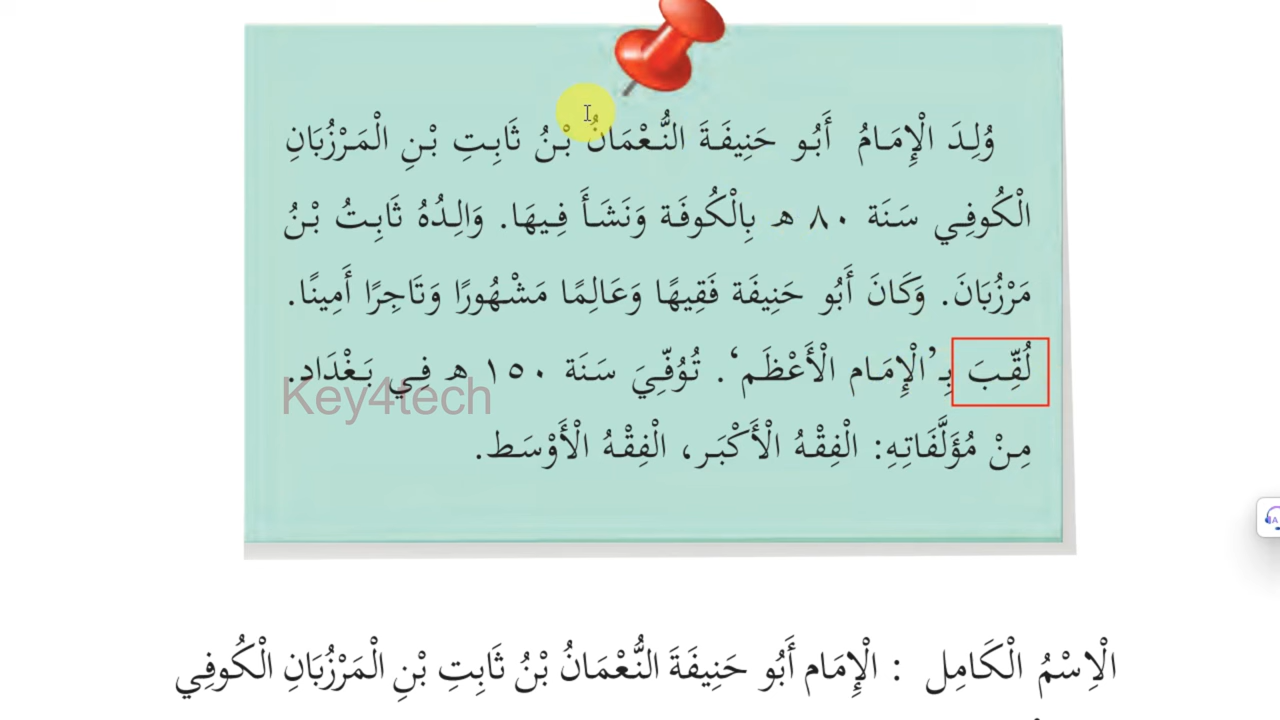 وُلِدَ الْإِمَامُ أَبُو حَنِيفَةَ النُّعْمَانُ بْنُ ثَابِتِ بْنِ الْمَرْزُبَانِ
الْكُوفِي سَنَة ٨٠ هـ بِالْكُوفَة وَنَشَأَ فِيهَا. وَالِدُهُ ثَابِتُ بْنُ
مَرْزُبَانَ. وَكَانَ أَبُو حَنِيفَة فَقِيهًا وَعَالِمًا مَشْهُورًا وَتَاجِرًا أَمِينًا.
لُقِّبَ بِـ’الْإِمَام الْأَعْظَم‘. تُوُفِّيَ سَنَة ١٥٠ هـ فِي بَغْدَاد.
Key4tech
مِنْ مُؤَلَّفَاتِهِ: الْفِقْهُ الْأَكْبَر، الْفِقْهُ الْأَوْسَط.
الْاِسْمُ الْكَامِل : الْإِمَام أَبُو حَنِيفَةَ النُّعْمَانُ بْنُ ثَابِتِ بْنِ الْمَرْزُبَانِ الْكُوفِي